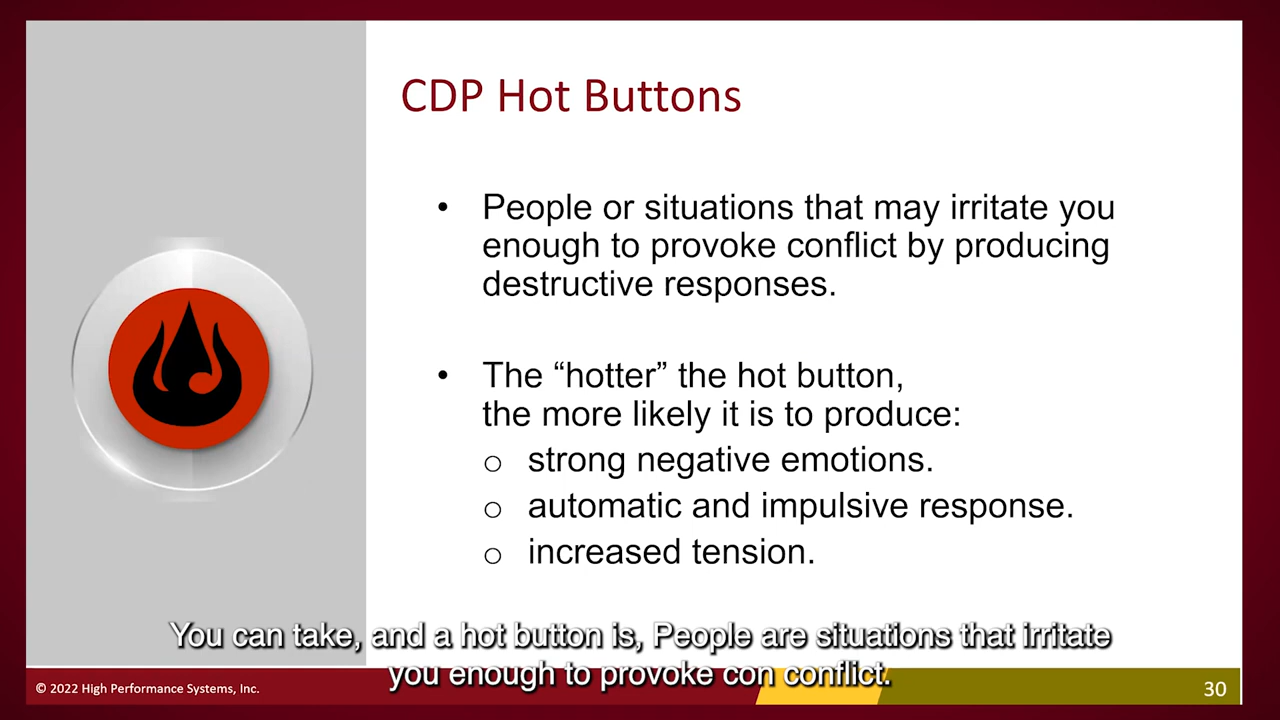 CDP Hot Buttons
• People or situations that may irritate you
enough to provoke conflict by producing
destructive responses.
• The “hotter” the hot button,
the more likely it is to produce:
o strong negative emotions.
o automatic and impulsive response.
o increased tension.
You can take, and a hot button is, People are situations that irritate
you enough to provoke con conflict.
© 2022 High Performance Systems, Inc.
30